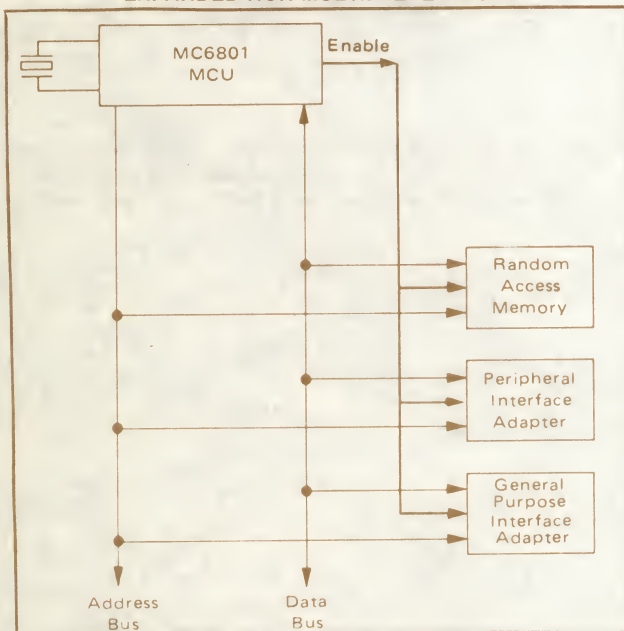 MC6801
MCU
Enable
Random
Access
Memory
Peripheral
Interface
Adapter
General
Purpose
Interface
Adapter
Address
Bus
Data
Bus